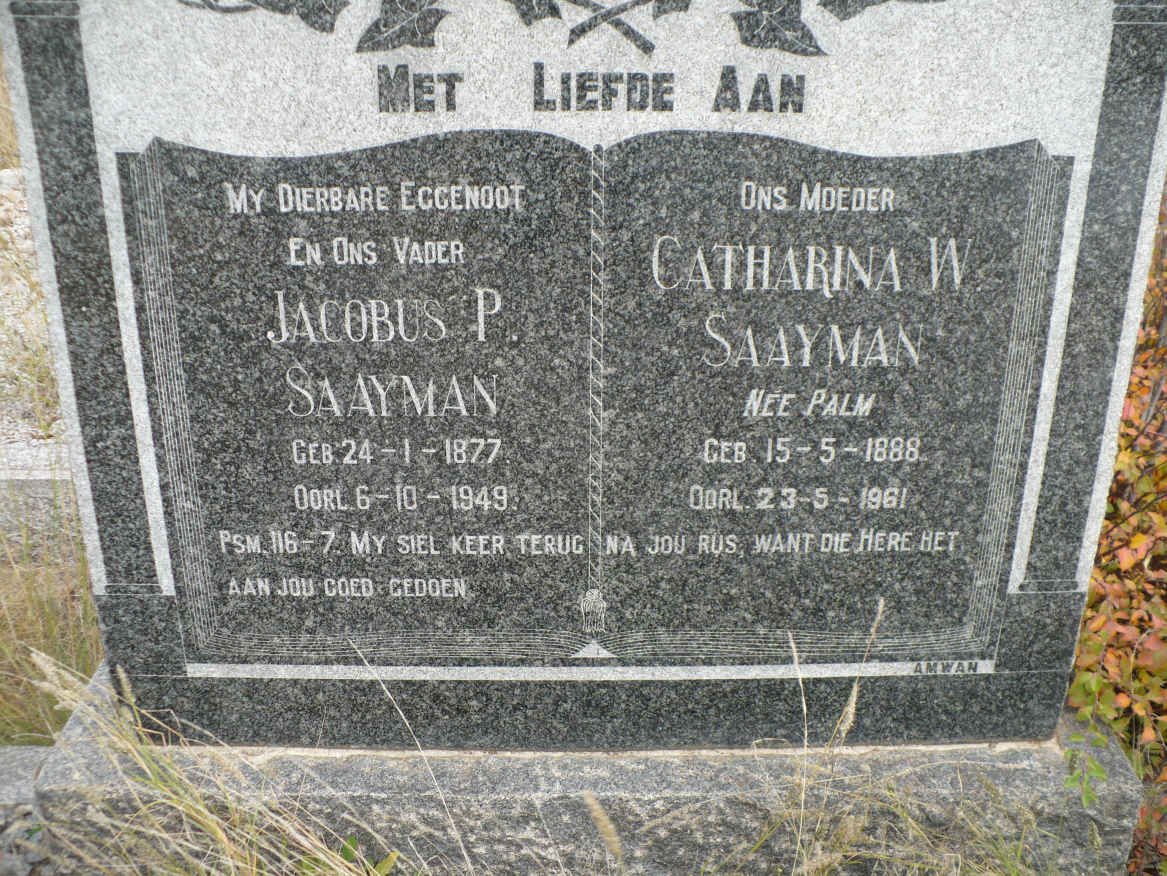 MET LIEFDE AAN
MY DIERBARE EGGENOOT
EN ONS VADER
JACOBUS P.
SAAYMAN
GEB. 24-1-1877.
OORL. 6-10-1949.
ONS MOEDER
CATHARINA W.
SAAYMAN
NÉE PALM
GEB. 15-5-1888.
OORL. 23-5-1961
PSM. 116-7. MY SIEL KEER TERUG NA JOU RUS, WANT DIE HERE HET
AAN JOU GOED GEDOEN.
AMWAN